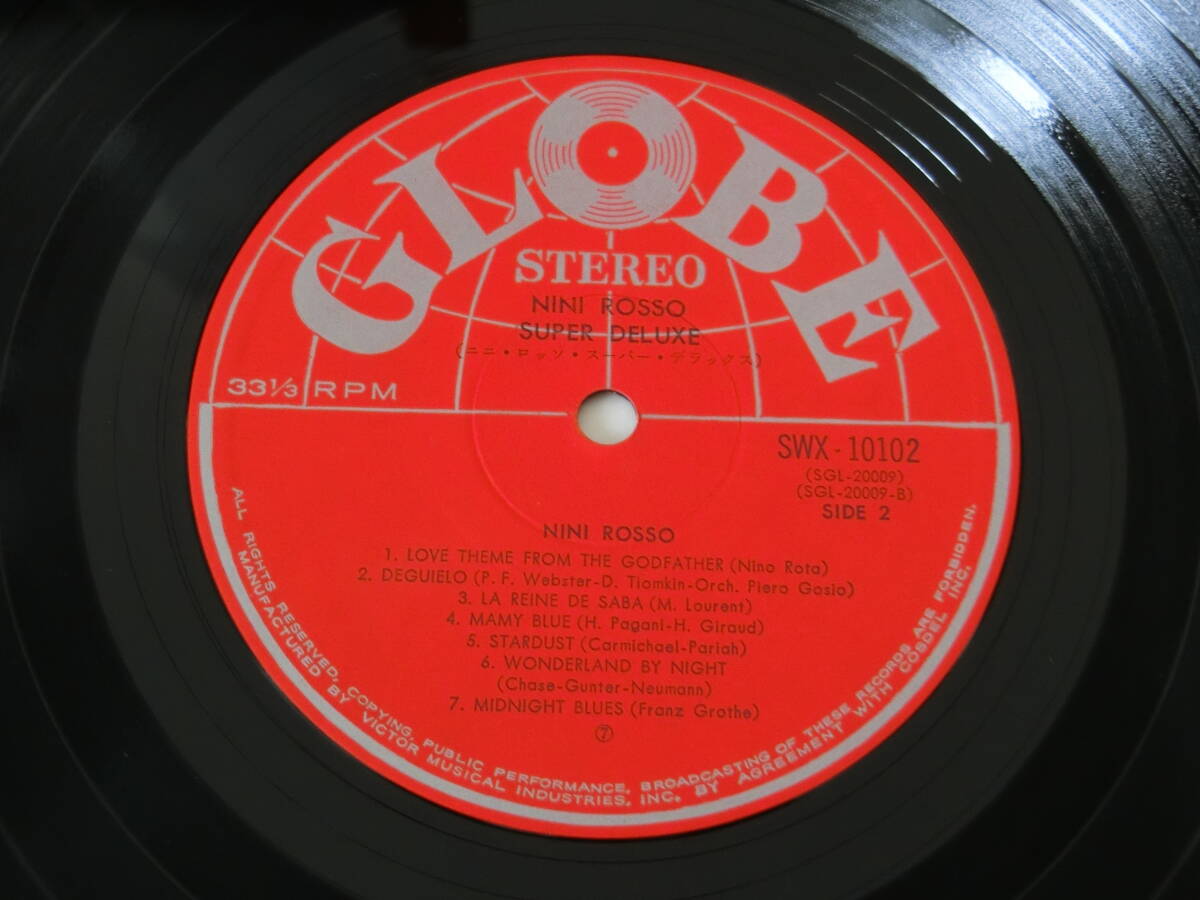 GLOBE
STEREO
NINI ROSSO
SUPER DELUXE
(ニニ・ロッソ・スーパー・デラックス)
33 1/3 RPM
SWX-10102
(SGL-20009)
(SGL-20009-B)
SIDE 2
NINI ROSSO
1. LOVE THEME FROM THE GODFATHER (Nino Rota)
2. DEGUIELO (P. F. Webster-D. Tiomkin-Orch. Piero Gosio)
3. LA REINE DE SABA (M. Laurent)
4. MAMY BLUE (H. Pagani-H. Giraud)
5. STARDUST (Carmichael-Pariah)
6. WONDERLAND BY NIGHT
(Chase-Gunter-Neumann)
7. MIDNIGHT BLUES (Franz Grothe)
⑦
ALL RIGHTS RESERVED, COPYING, PUBLIC PERFORMANCE, BROADCASTING OF THESE RECORDS ARE FORBIDDEN.
MANUFACTURED BY VICTOR MUSICAL INDUSTRIES, INC. BY AGREEMENT WITH COSDEL INC.